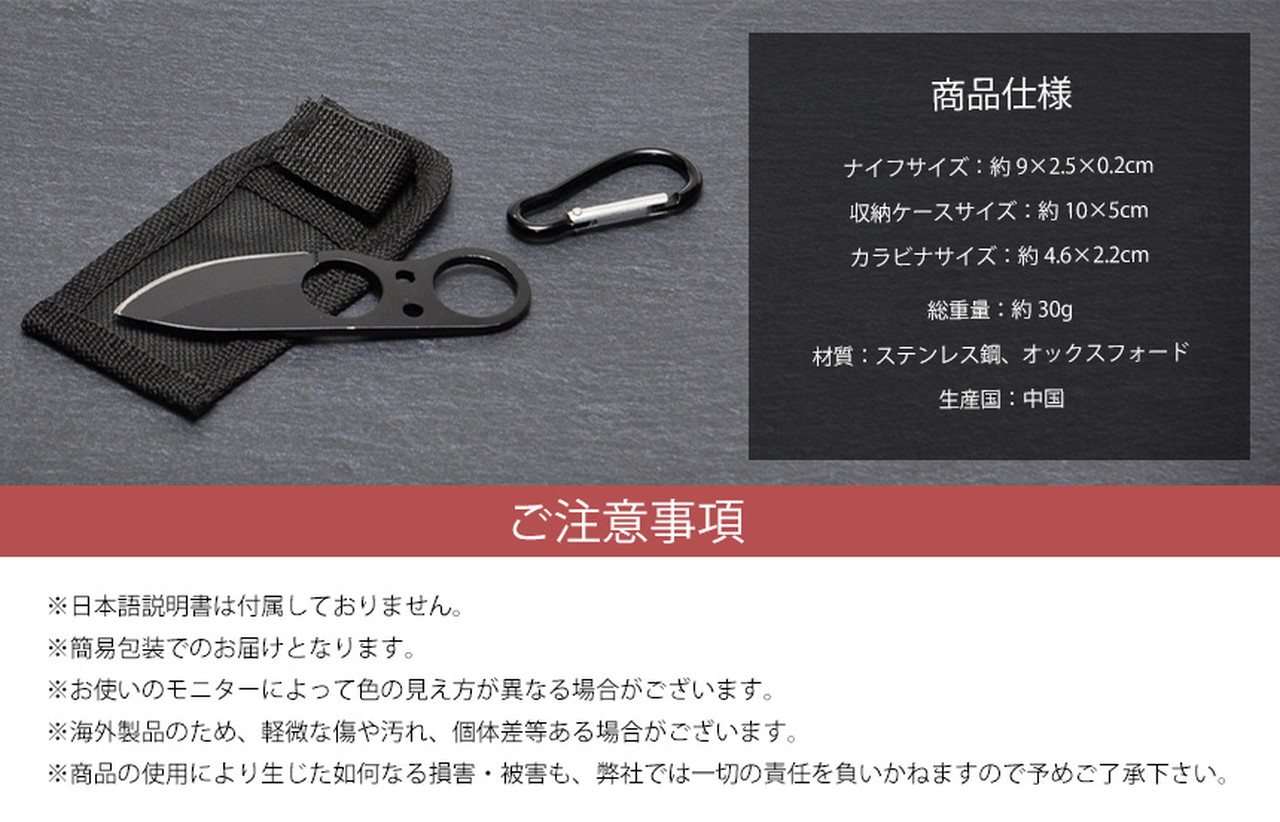 商品仕様
ナイフサイズ：約 9×2.5×0.2cm
収納ケースサイズ：約 10×5cm
カラビナサイズ：約 4.6×2.2cm
総重量：約 30g
材質：ステンレス鋼、オックスフォード
生産国：中国
ご注意事項
※日本語説明書は付属しておりません。
※簡易包装でのお届けとなります。
※お使いのモニターによって色の見え方が異なる場合がございます。
※海外製品のため、軽微な傷や汚れ、個体差等ある場合がございます。
※商品の使用により生じた如何なる損害・被害も、弊社では一切の責任を負いかねますので予めご了承下さい。